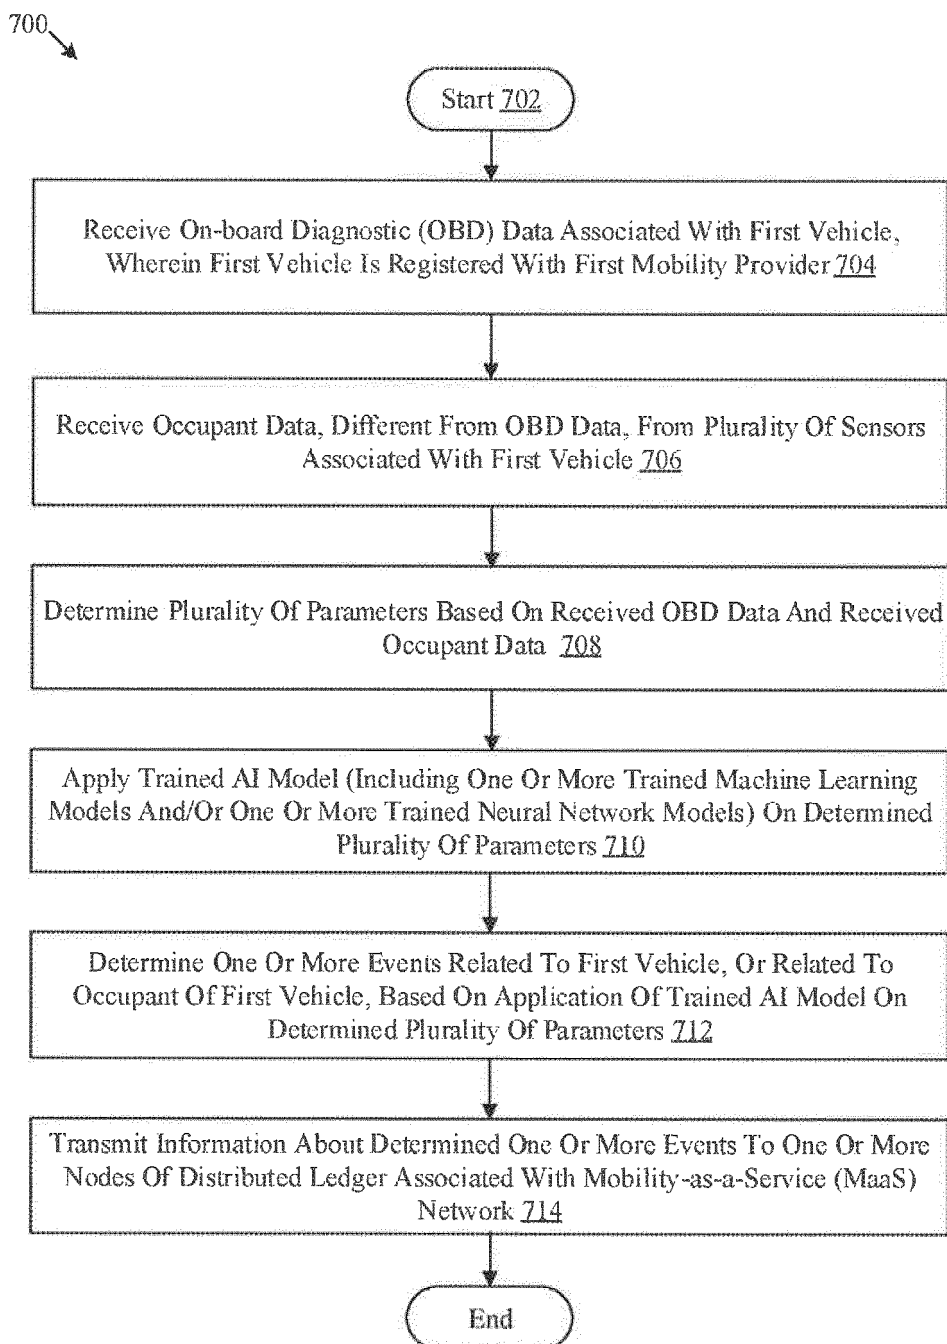 700
Start 702
Receive On-board Diagnostic (OBD) Data Associated With First Vehicle,
Wherein First Vehicle Is Registered With First Mobility Provider 704
Receive Occupant Data, Different From OBD Data, From Plurality Of Sensors
Associated With First Vehicle 706
Determine Plurality Of Parameters Based On Received OBD Data And Received
Occupant Data 708
Apply Trained AI Model (Including One Or More Trained Machine Learning
Models And/Or One Or More Trained Neural Network Models) On Determined
Plurality Of Parameters 710
Determine One Or More Events Related To First Vehicle, Or Related To
Occupant Of First Vehicle, Based On Application Of Trained AI Model On
Determined Plurality Of Parameters 712
Transmit Information About Determined One Or More Events To One Or More
Nodes Of Distributed Ledger Associated With Mobility-as-a-Service (MaaS)
Network 714
End